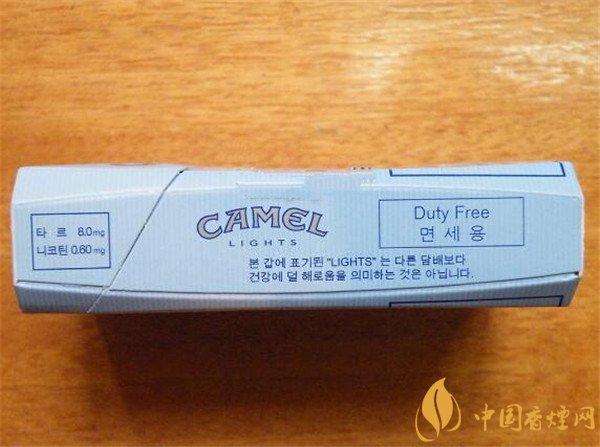 타 르 8.0mg
니코틴 0.60mg
CAMEL
LIGHTS
Duty Free
면 세 용
본 갑에 표기된 "LIGHTS" 는 다른 담배보다
건강에 덜 해로움을 의미하는 것은 아닙니다.
中国香煙网